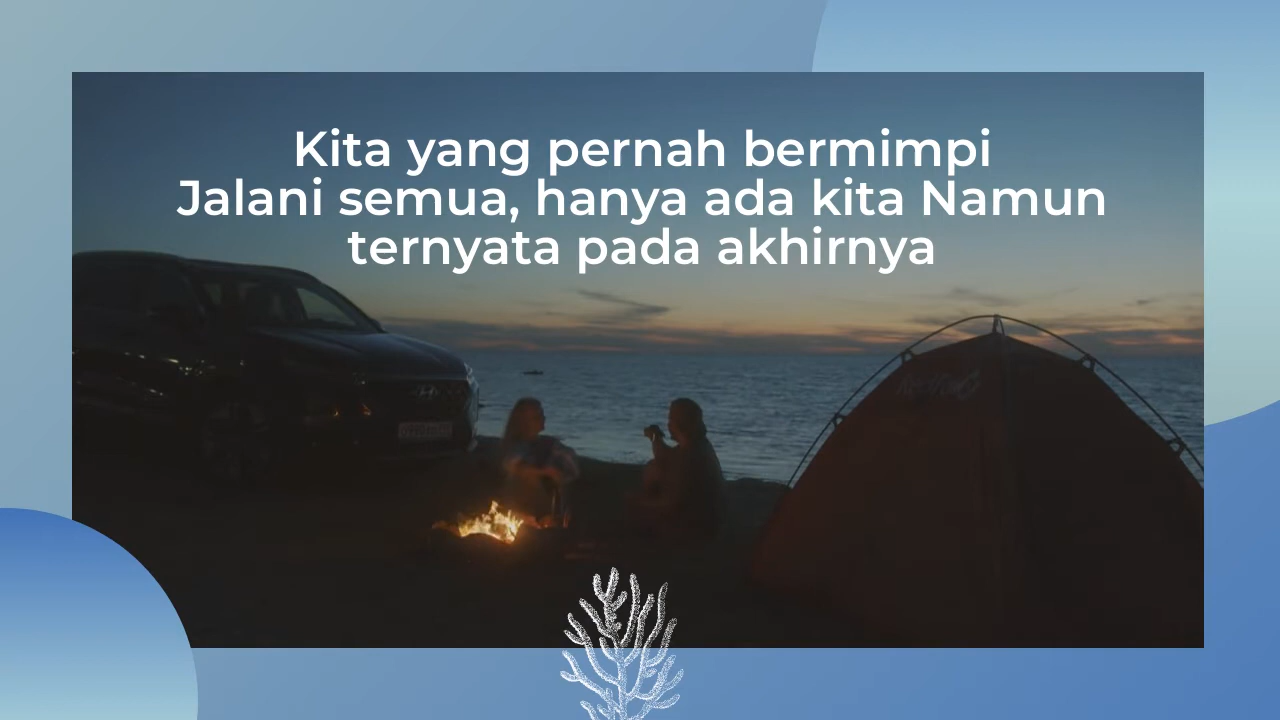 Kita yang pernah bermimpi
Jalani semua, hanya ada kita Namun
ternyata pada akhirnya